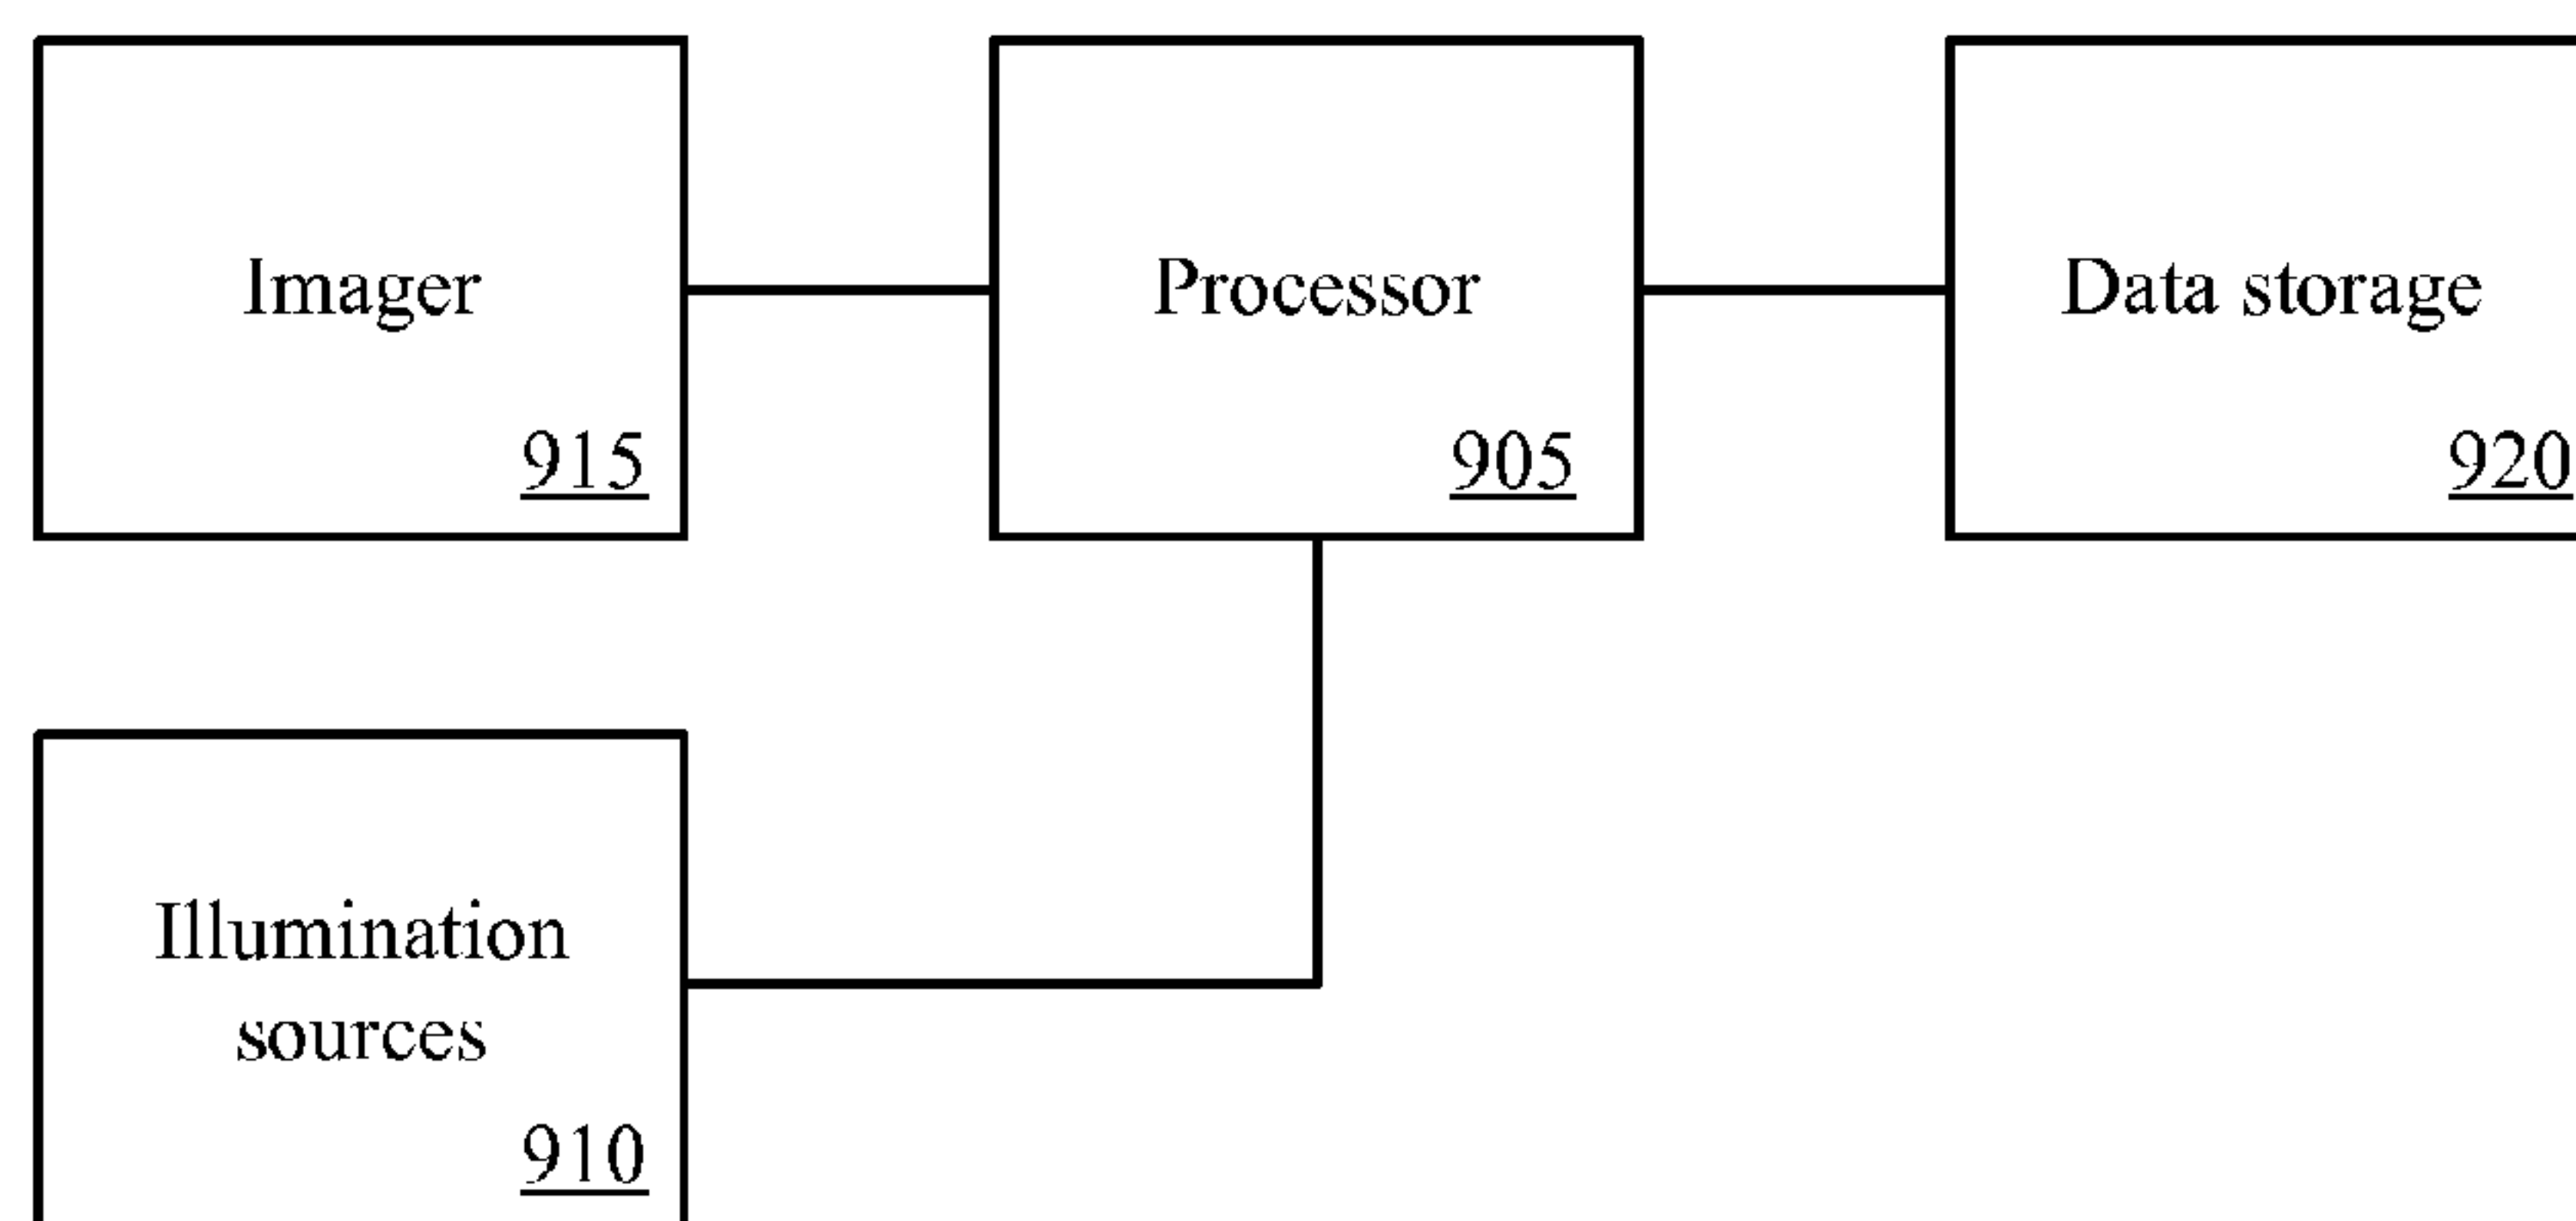 Imager
915
Processor
905
Data storage
920
Illumination
sources
910